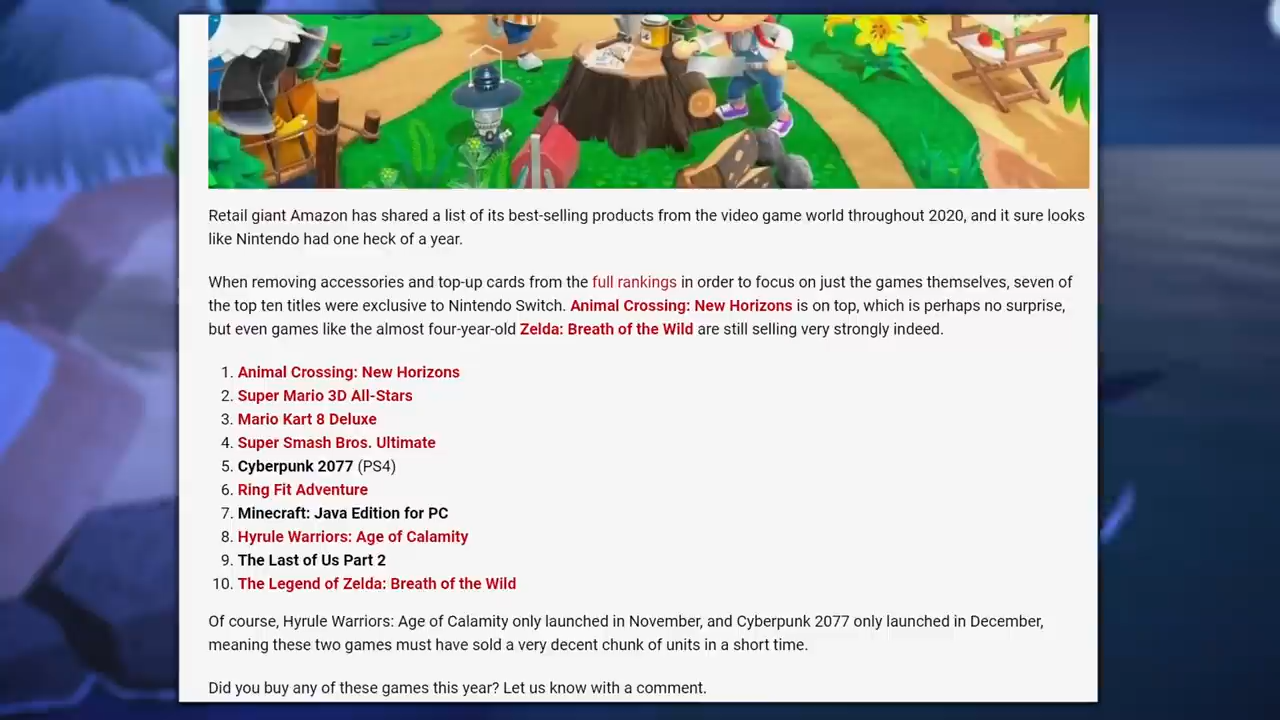 Retail giant Amazon has shared a list of its best-selling products from the video game world throughout 2020, and it sure looks
like Nintendo had one heck of a year.
When removing accessories and top-up cards from the full rankings in order to focus on just the games themselves, seven of
the top ten titles were exclusive to Nintendo Switch. Animal Crossing: New Horizons is on top, which is perhaps no surprise,
but even games like the almost four-year-old Zelda: Breath of the Wild are still selling very strongly indeed.
1. Animal Crossing: New Horizons
2. Super Mario 3D All-Stars
3. Mario Kart 8 Deluxe
4. Super Smash Bros. Ultimate
5. Cyberpunk 2077 (PS4)
6. Ring Fit Adventure
7. Minecraft: Java Edition for PC
8. Hyrule Warriors: Age of Calamity
9. The Last of Us Part 2
10. The Legend of Zelda: Breath of the Wild
Of course, Hyrule Warriors: Age of Calamity only launched in November, and Cyberpunk 2077 only launched in December,
meaning these two games must have sold a very decent chunk of units in a short time.
Did you buy any of these games this year? Let us know with a comment.